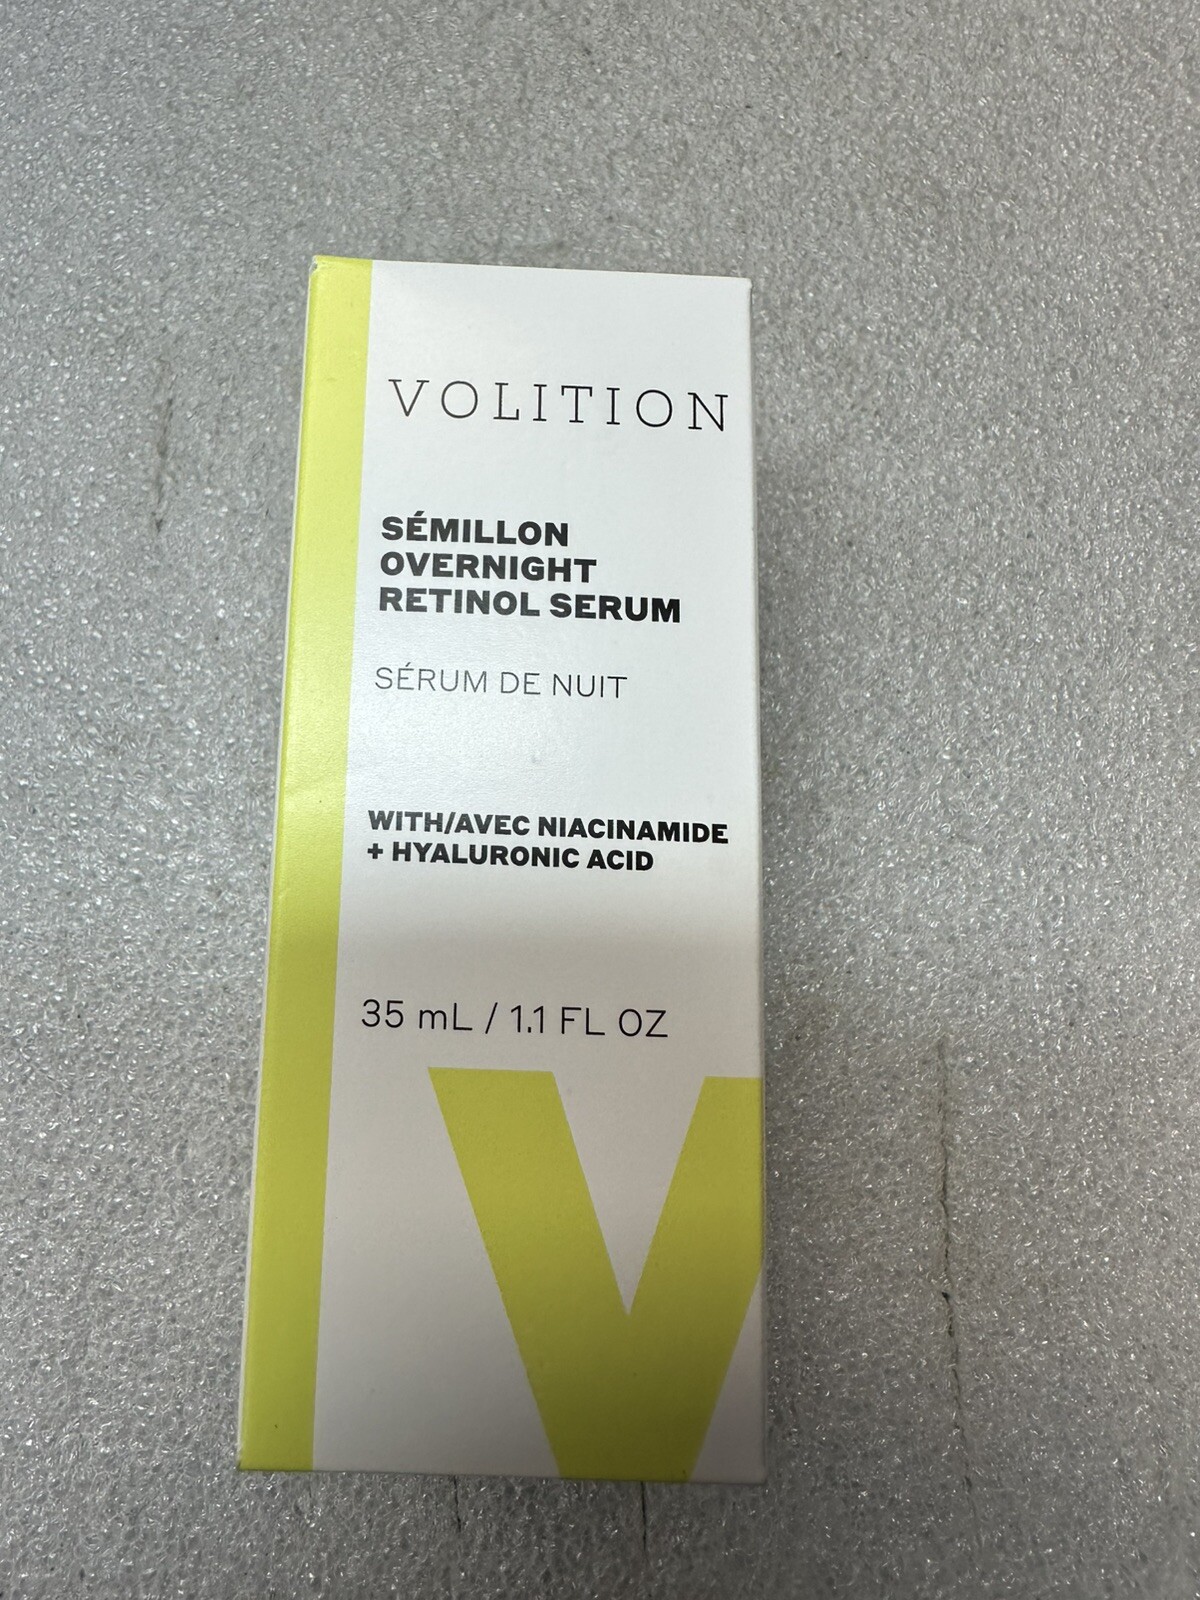 VOLITION
SÉMILLON
OVERNIGHT
RETINOL SERUM
SÉRUM DE NUIT
WITH/AVEC NIACINAMIDE
+ HYALURONIC ACID
35 mL / 1.1 FL OZ
V